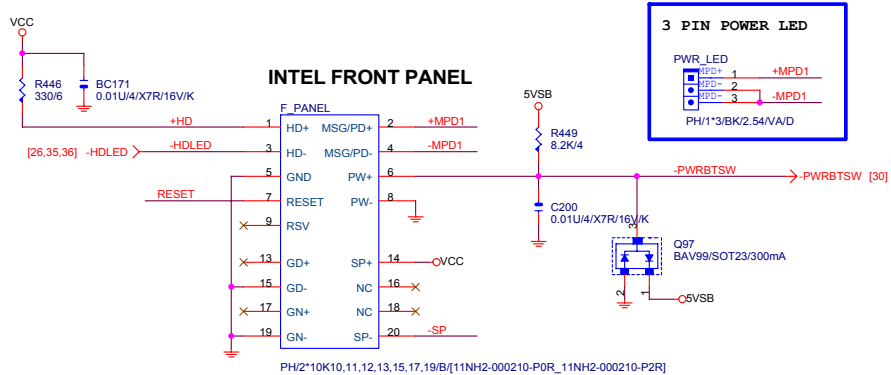 VCC
3 PIN POWER LED
R446
330/6
BC171
0.01U/4/X7R/16V/K
INTEL FRONT PANEL
PWR_LED
MPD+ 1 +MPD1
MPD- 2
MPD- 3 -MPD1
PH/1*3/BK/2.54/VA/D
5VSB
R449
8.2K/4
F_PANEL
+HD 1 HD+ MSG/PD+ 2 +MPD1
[26,35,36] -HDLED -HDLED 3 HD- MSG/PD- 4 -MPD1
5 GND PW+ 6 -PWRBTSW -PWRBTSW [30]
RESET 7 RESET PW- 8
9 RSV
C200
0.01U/4/X7R/16V/K
3
Q97
BAV99/SOT23/300mA
2 1
5VSB
13 GD+ SP+ 14 VCC
15 GD- NC 16
17 GN+ NC 18
19 GN- SP- 20 -SP
PH/2*10K10,11,12,13,15,17,19/B/[11NH2-000210-P0R_11NH2-000210-P2R]